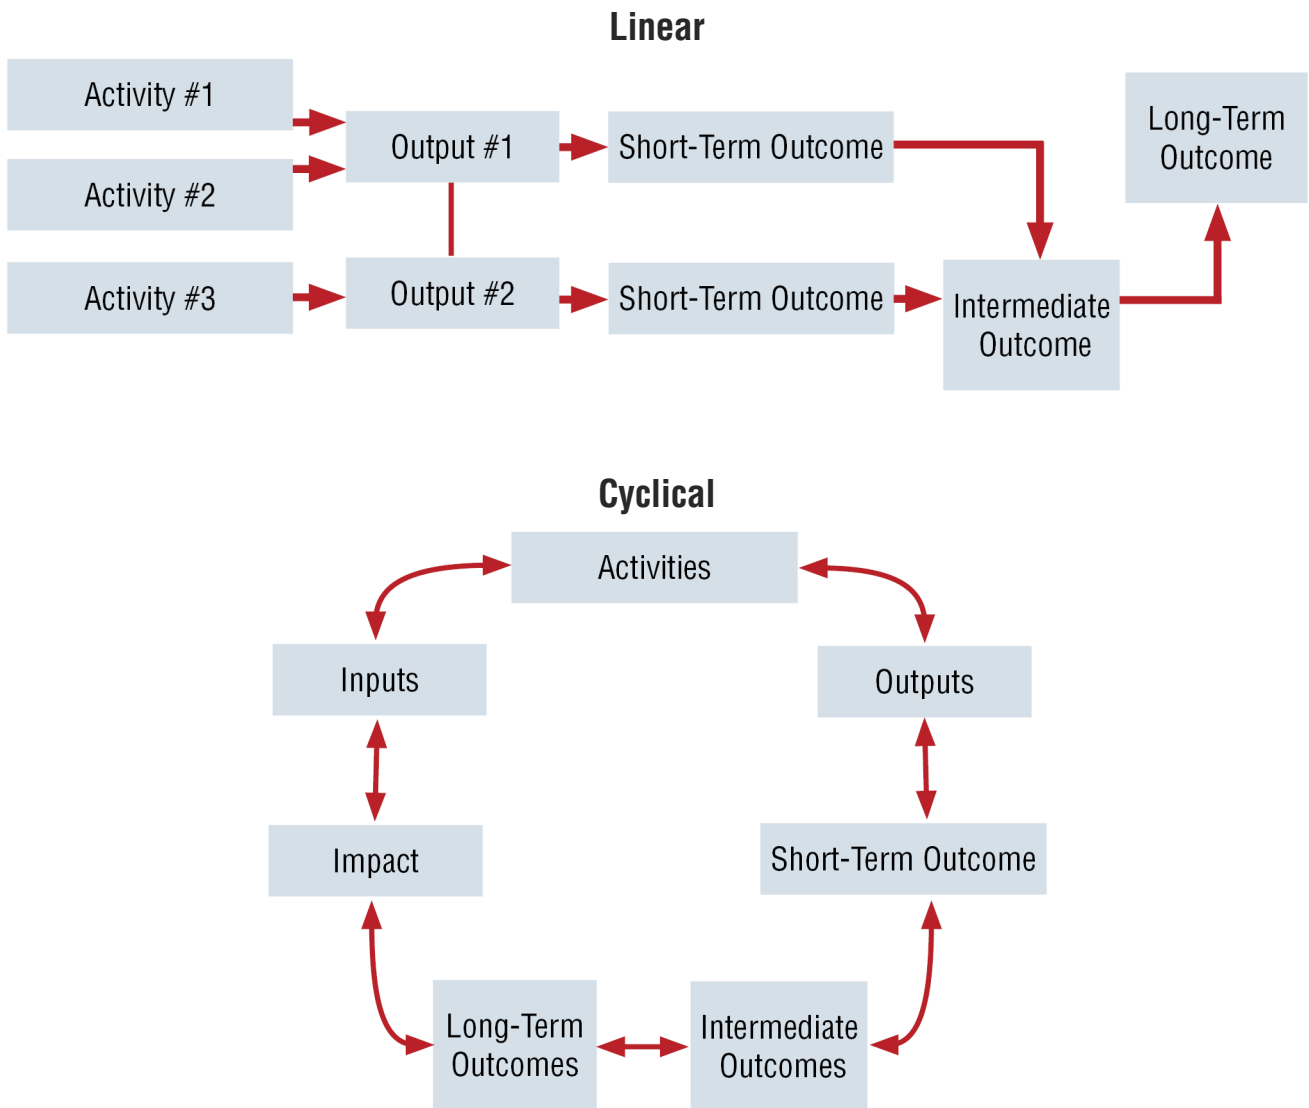 Linear
Activity #1
Activity #2
Activity #3
Output #1
Output #2
Short-Term Outcome
Short-Term Outcome
Intermediate
Outcome
Long-Term
Outcome
Cyclical
Activities
Inputs
Outputs
Impact
Short-Term Outcome
Long-Term
Outcomes
Intermediate
Outcomes